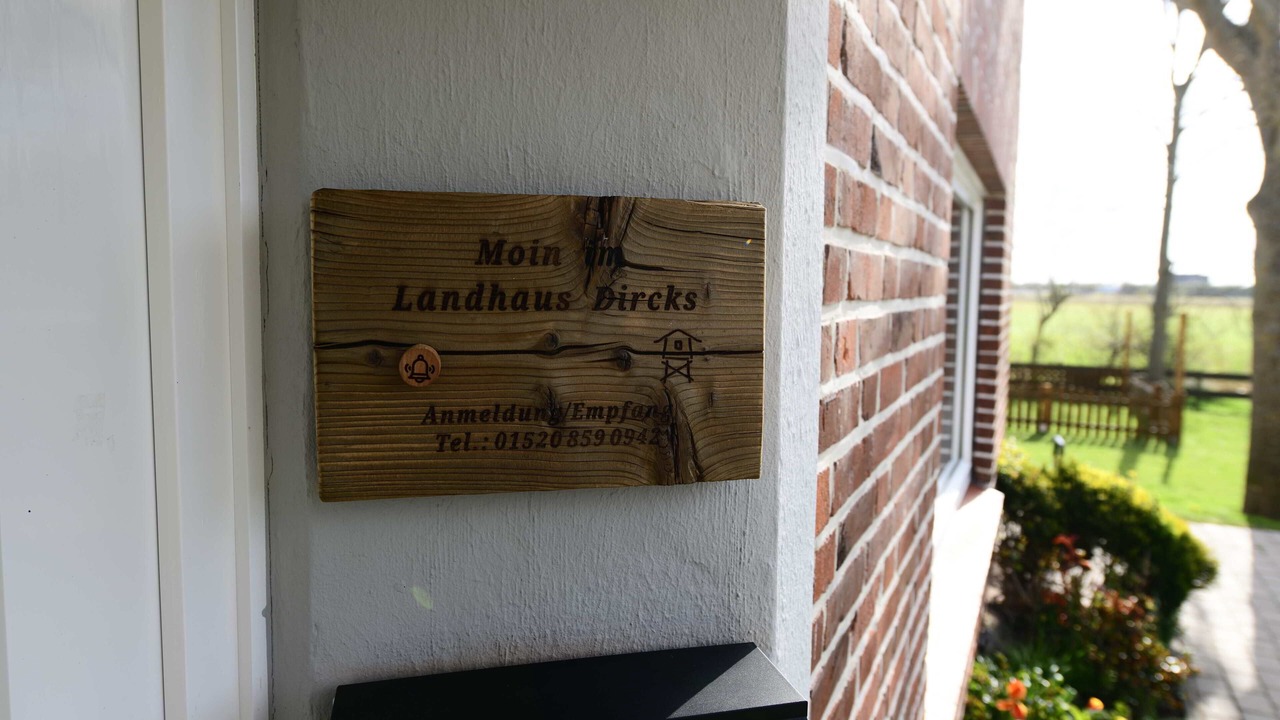 Moin im
Landhaus Dircks
Anmeldung/Empfang
Tel.: 01520 859 0942